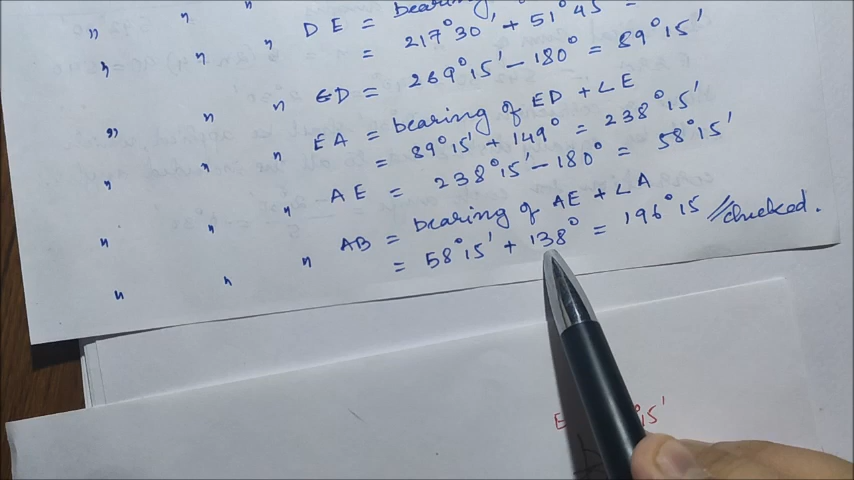 " " " DE = bearing
= 217°30' + 51°45' =
" " " ED = 269°15' - 180° = 89°15'
" " " EA = bearing of ED + ∠E
= 89°15' + 149° = 238°15'
" " " AE = 238°15' - 180° = 58°15'
" " " AB = bearing of AE + ∠A
= 58°15' + 138° = 196°15 // checked.
15'